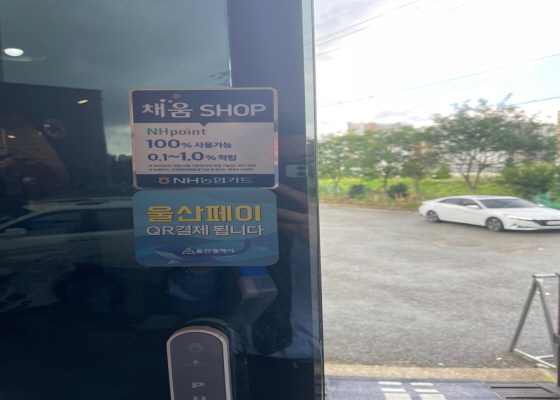 채움 SHOP
NHpoint
100% 사용가능
0.1~1.0% 적립
NH농협카드
울산페이
QR결제 됩니다
울산광역시
PU